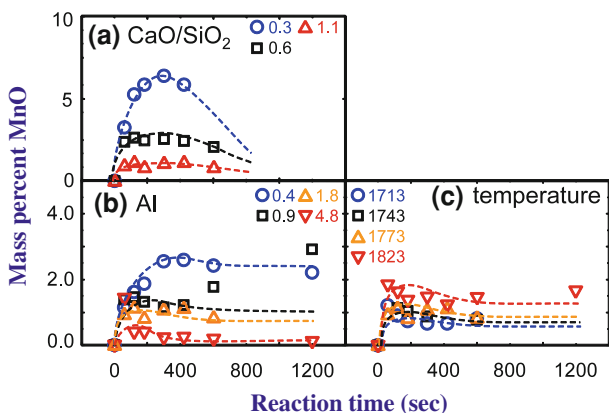 10
(a) CaO/SiO₂
0.3 1.1
0.6
5
0
Mass percent MnO
(b) Al
0.4 1.8
0.9 4.8
4.0
2.0
0.0
(c) temperature
1713
1743
1773
1823
0 400 800 1200
0 400 800 1200
Reaction time (sec)